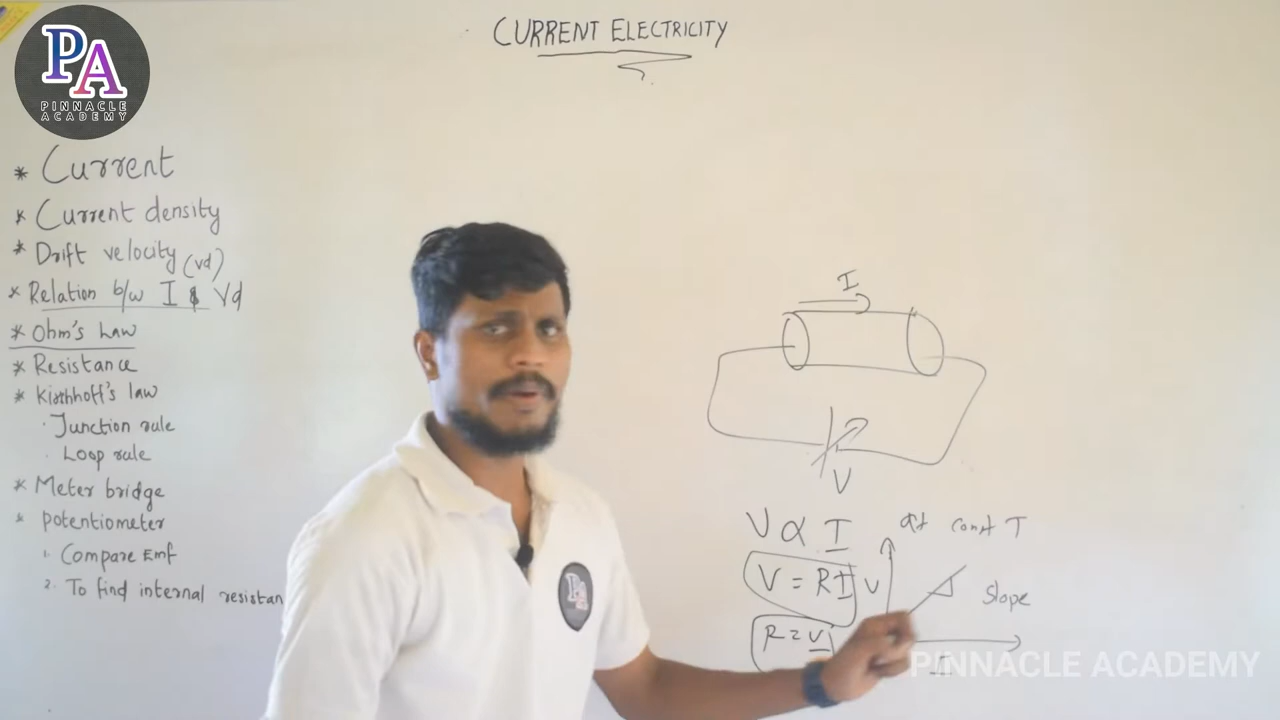 CURRENT ELECTRICITY
PA
PINNACLE
ACADEMY
* Current
* Current density
* Drift velocity (vd)
* Relation b/w I & Vd
* Ohm's Law
* Resistance
* Kirchhoff's law
· Junction rule
· Loop rule
* Meter bridge
* potentiometer
1. Compare Emf
2. To find internal resistan
I
V
V ∝ I at const T
V = RI
V
slope
R = V
I
PINNACLE ACADEMY